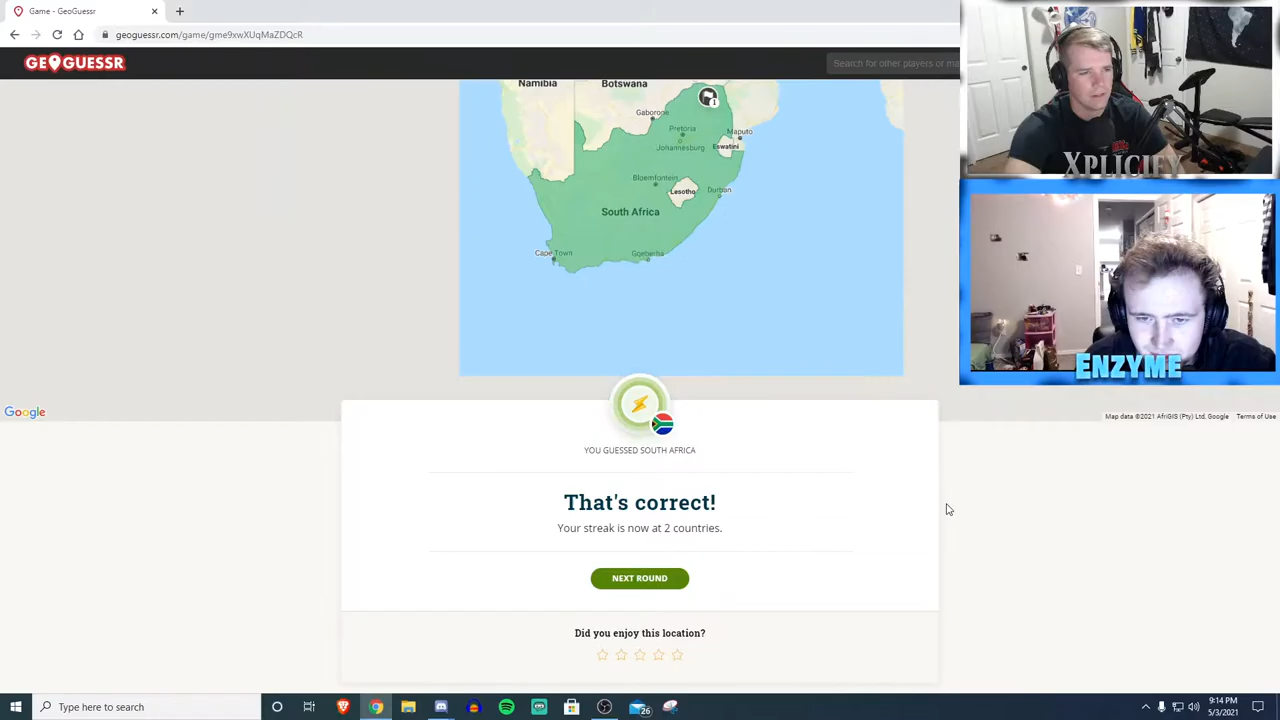 Game - GeoGuessr
geoguessr.com/game/gme9xwXUqMaZDQcR
GEOGUESSR
Search for other players or ma
Namibia
Botswana
1
Gaborone
Pretoria
Maputo
Johannesburg
Eswatini
Bloemfontein
Lesotho
Durban
South Africa
Cape Town
Gqeberha
Google
Map data ©2021 AfriGIS (Pty) Ltd, Google
Terms of Use
XPLICIFY
ENZYME
YOU GUESSED SOUTH AFRICA
That's correct!
Your streak is now at 2 countries.
NEXT ROUND
Did you enjoy this location?
Type here to search
26
9:14 PM
5/3/2021